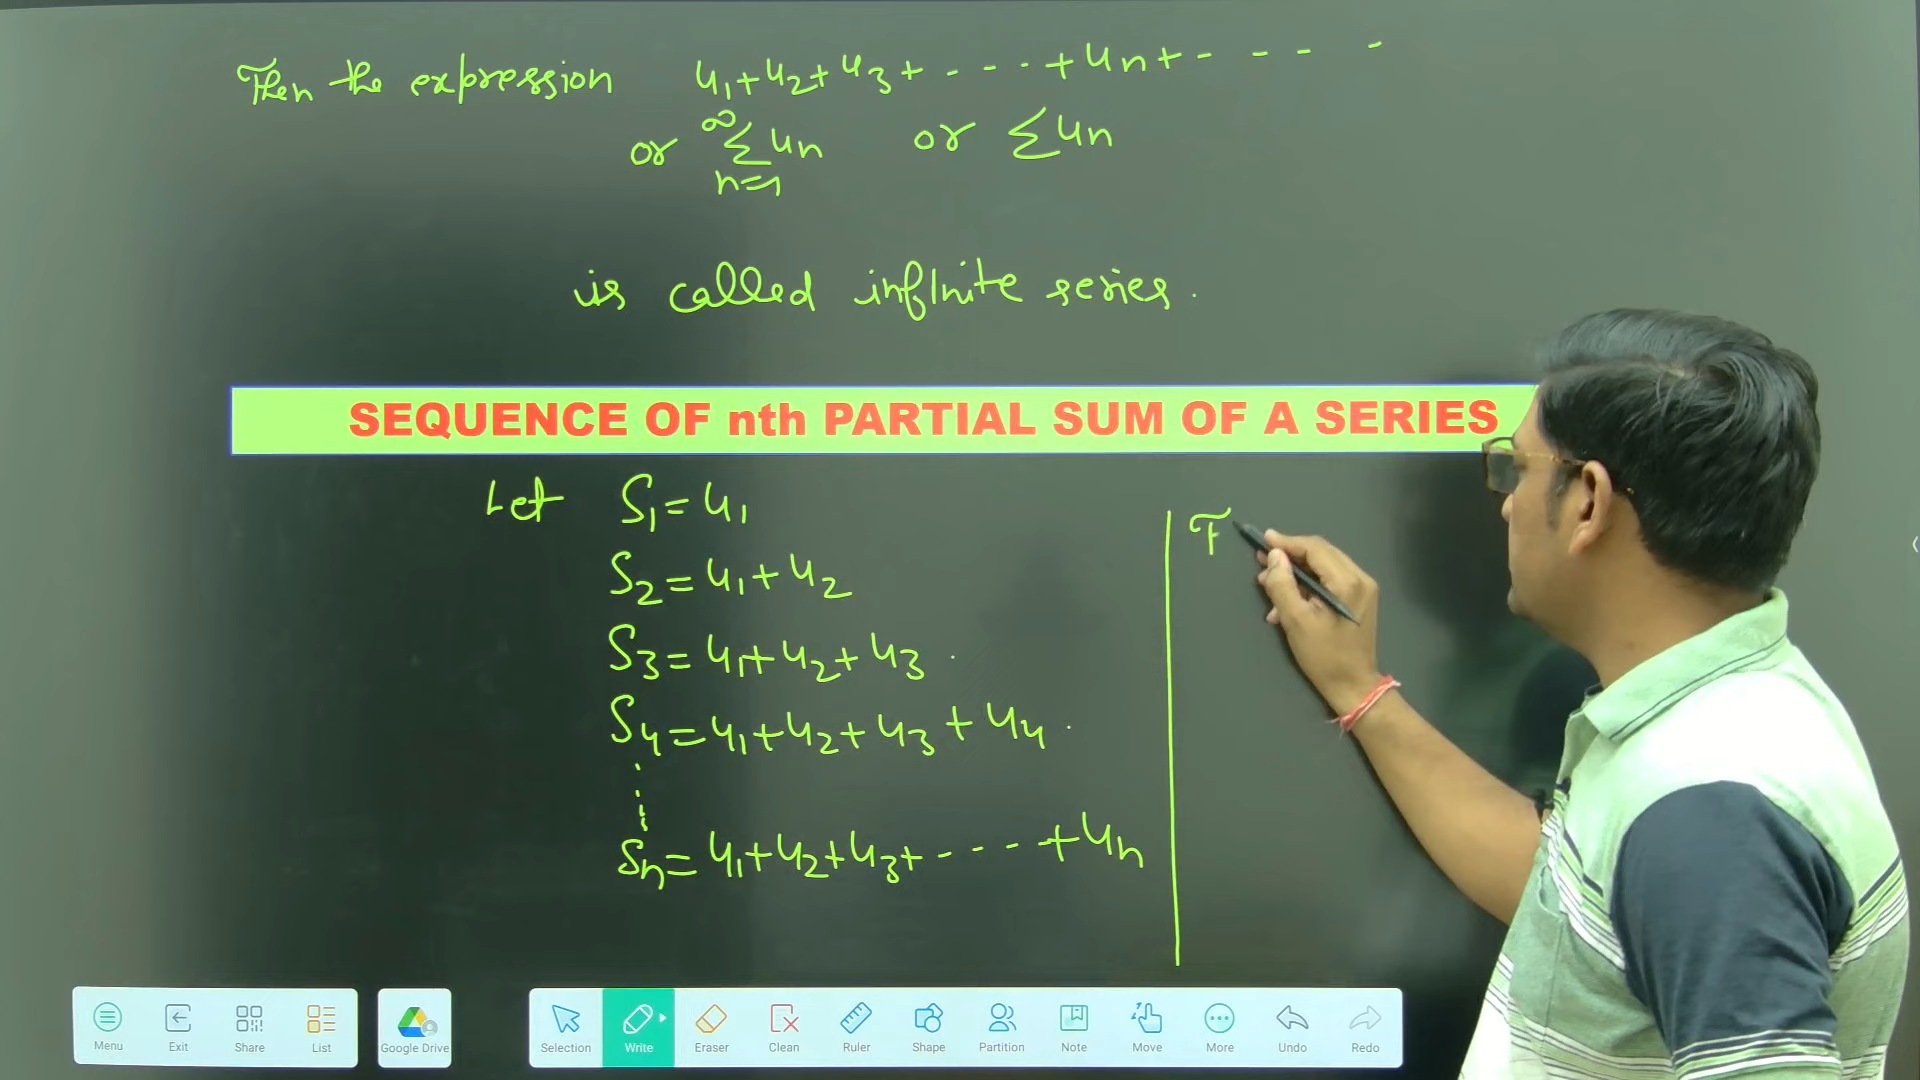 Then the expression u₁+u₂+u₃+----+uₙ+----
or ∞∑n=1 uₙ or ∑uₙ
is called infinite series.
SEQUENCE OF nth PARTIAL SUM OF A SERIES
Let S₁=u₁
S₂=u₁+u₂
S₃=u₁+u₂+u₃.
S₄=u₁+u₂+u₃+u₄.
⋮
Sₙ=u₁+u₂+u₃+----+uₙ
F
Menu Exit Share List Google Drive Selection Write Eraser Clean Ruler Shape Partition Note Move More Undo Redo